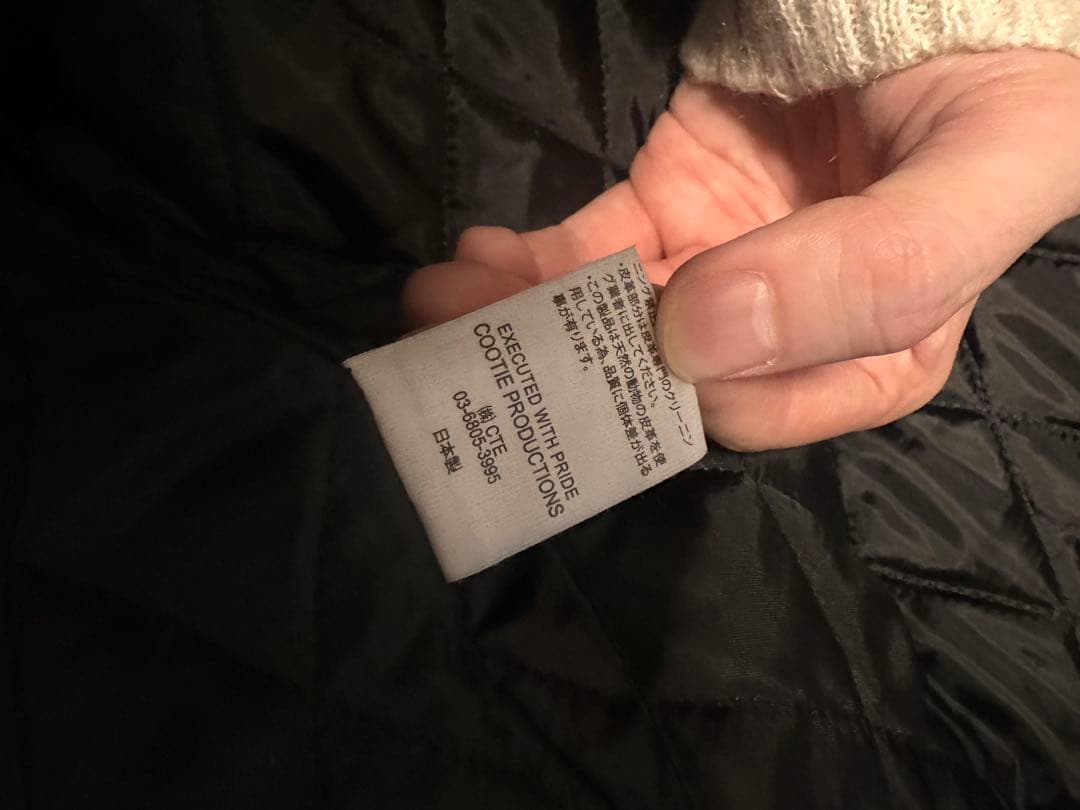 ・皮革部分は皮革専門のクリーニン
グ業者に出してください。
・この製品は天然の動物の皮革を使
用している為、品質に個体差が出る
事が有ります。
EXECUTED WITH PRIDE
COOTIE PRODUCTIONS
㈱ CTE
03-6805-3995
日本製